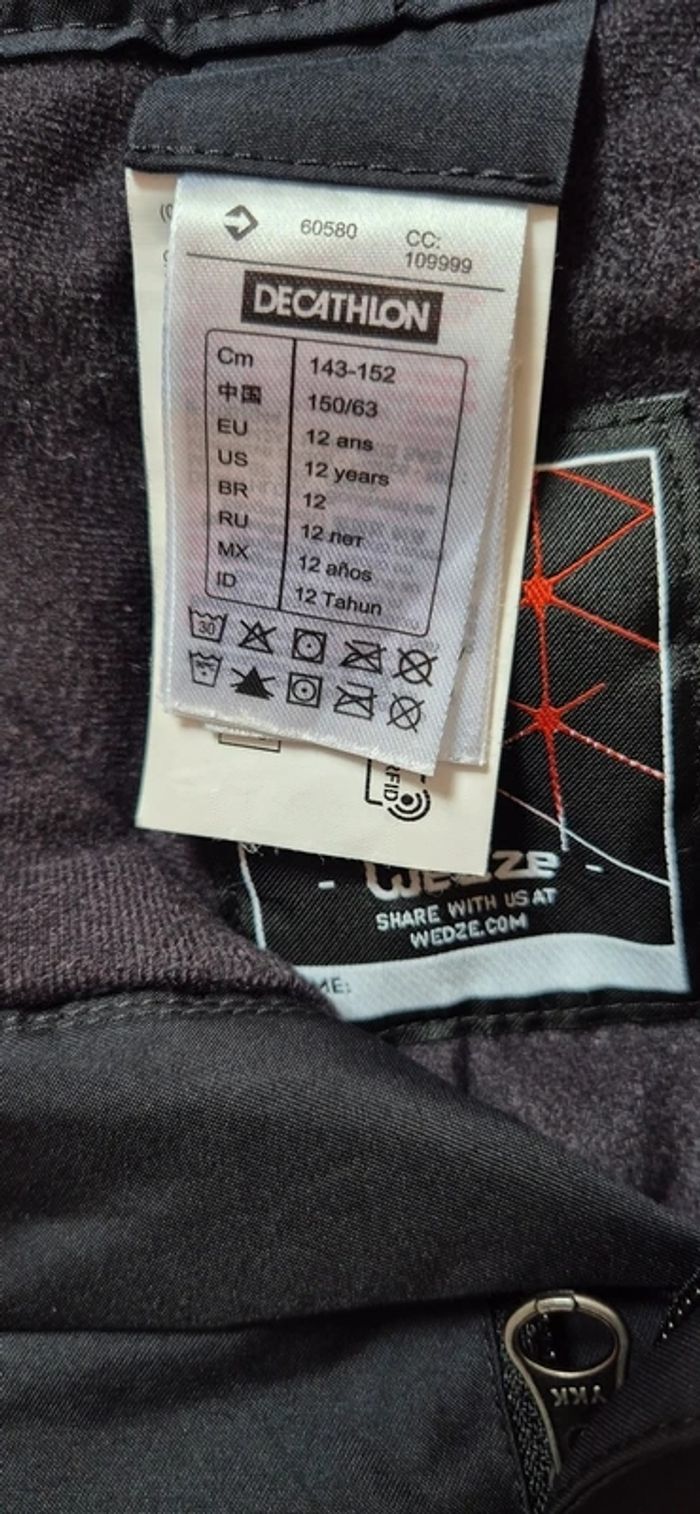 60580
CC:
109999
DECATHLON
Cm 143-152
中国 150/63
EU 12 ans
US 12 years
BR 12
RU 12 лет
MX 12 años
ID 12 Tahun
30
RFID
WEDZE
SHARE WITH US AT
WEDZE.COM
ME:
YKK